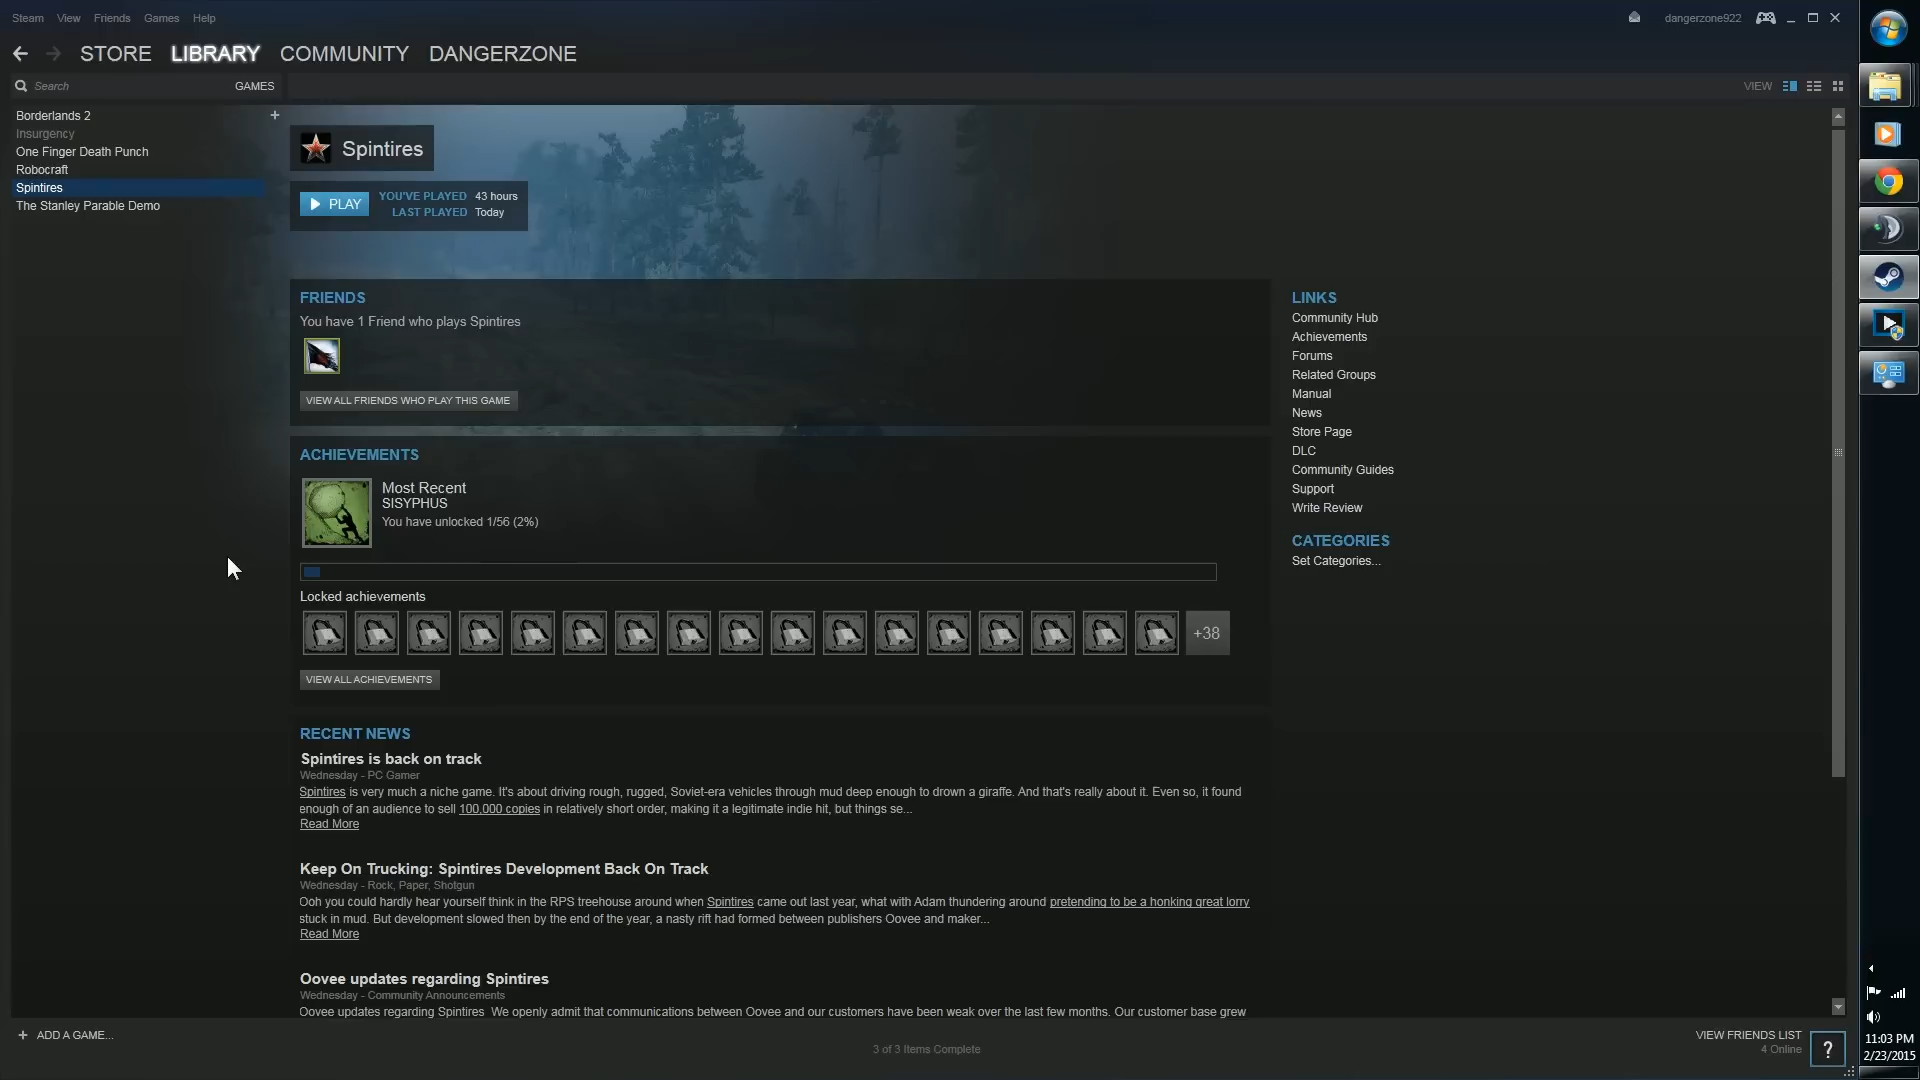 Steam View Friends Games Help
dangerzone922
STORE LIBRARY COMMUNITY DANGERZONE
Search GAMES
VIEW
Borderlands 2
Insurgency
One Finger Death Punch
Robocraft
Spintires
The Stanley Parable Demo
Spintires
PLAY
YOU'VE PLAYED 43 hours
LAST PLAYED Today
FRIENDS
You have 1 Friend who plays Spintires
VIEW ALL FRIENDS WHO PLAY THIS GAME
ACHIEVEMENTS
Most Recent
SISYPHUS
You have unlocked 1/56 (2%)
Locked achievements
+38
VIEW ALL ACHIEVEMENTS
RECENT NEWS
Spintires is back on track
Wednesday - PC Gamer
Spintires is very much a niche game. It's about driving rough, rugged, Soviet-era vehicles through mud deep enough to drown a giraffe. And that's really about it. Even so, it found
enough of an audience to sell 100,000 copies in relatively short order, making it a legitimate indie hit, but things se...
Read More
Keep On Trucking: Spintires Development Back On Track
Wednesday - Rock, Paper, Shotgun
Ooh you could hardly hear yourself think in the RPS treehouse around when Spintires came out last year, what with Adam thundering around pretending to be a honking great lorry
stuck in mud. But development slowed then by the end of the year, a nasty rift had formed between publishers Oovee and maker...
Read More
Oovee updates regarding Spintires
Wednesday - Community Announcements
Oovee updates regarding Spintires We openly admit that communications between Oovee and our customers have been weak over the last few months. Our customer base grew
LINKS
Community Hub
Achievements
Forums
Related Groups
Manual
News
Store Page
DLC
Community Guides
Support
Write Review
CATEGORIES
Set Categories...
+ ADD A GAME...
3 of 3 Items Complete
VIEW FRIENDS LIST
4 Online
?
11:03 PM
2/23/2015